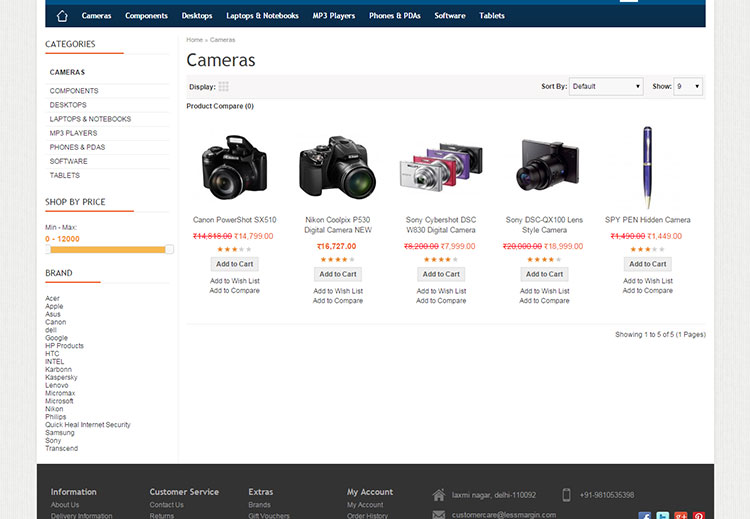 Cameras Components Desktops Laptops & Notebooks MP3 Players Phones & PDAs Software Tablets
CATEGORIES
CAMERAS
COMPONENTS
DESKTOPS
LAPTOPS & NOTEBOOKS
MP3 PLAYERS
PHONES & PDAS
SOFTWARE
TABLETS
SHOP BY PRICE
Min - Max:
0 - 12000
BRAND
Acer
Apple
Asus
Canon
dell
Google
HP Products
HTC
INTEL
Karbonn
Kaspersky
Lenovo
Micromax
Microsoft
Nikon
Philips
Quick Heal Internet Security
Samsung
Sony
Transcend
Home » Cameras
Cameras
Display:
Sort By: Default Show: 9
Product Compare (0)
Canon PowerShot SX510
₹14,818.00 ₹14,799.00
Add to Cart
Add to Wish List
Add to Compare
Nikon Coolpix P530
Digital Camera NEW
₹16,727.00
Add to Cart
Add to Wish List
Add to Compare
Sony Cybershot DSC
W830 Digital Camera
₹8,200.00 ₹7,999.00
Add to Cart
Add to Wish List
Add to Compare
Sony DSC-QX100 Lens
Style Camera
₹20,000.00 ₹18,999.00
Add to Cart
Add to Wish List
Add to Compare
SPY PEN Hidden Camera
₹1,490.00 ₹1,449.00
Add to Cart
Add to Wish List
Add to Compare
Showing 1 to 5 of 5 (1 Pages)
Information
About Us
Delivery Information
Customer Service
Contact Us
Returns
Extras
Brands
Gift Vouchers
My Account
My Account
Order History
laxmi nagar, delhi-110092
+91-9810535398
customercare@lessmargin.com